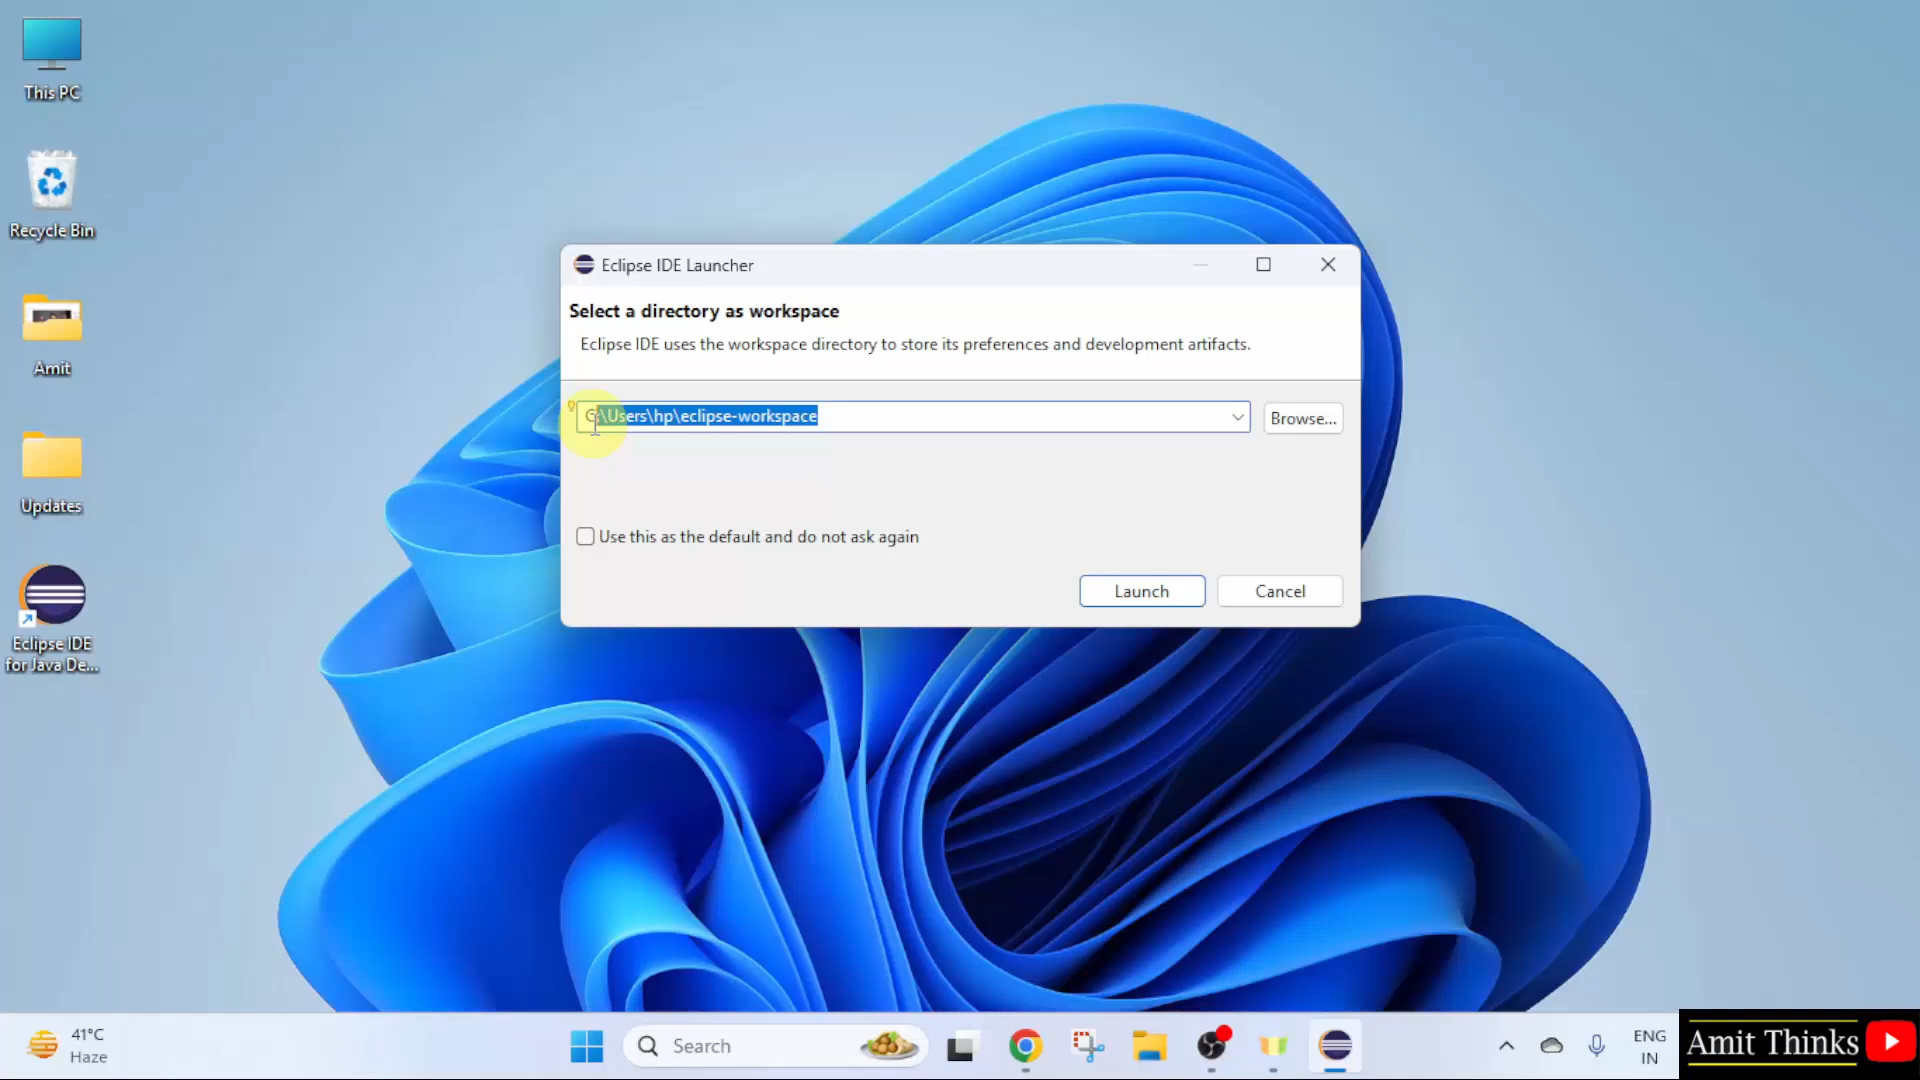 This PC
Recycle Bin
Amit
Updates
Eclipse IDE
for Java De...
Eclipse IDE Launcher
Select a directory as workspace
Eclipse IDE uses the workspace directory to store its preferences and development artifacts.
C:\Users\hp\eclipse-workspace
Browse...
Use this as the default and do not ask again
Launch
Cancel
41°C
Haze
Search
ENG
IN
Amit Thinks